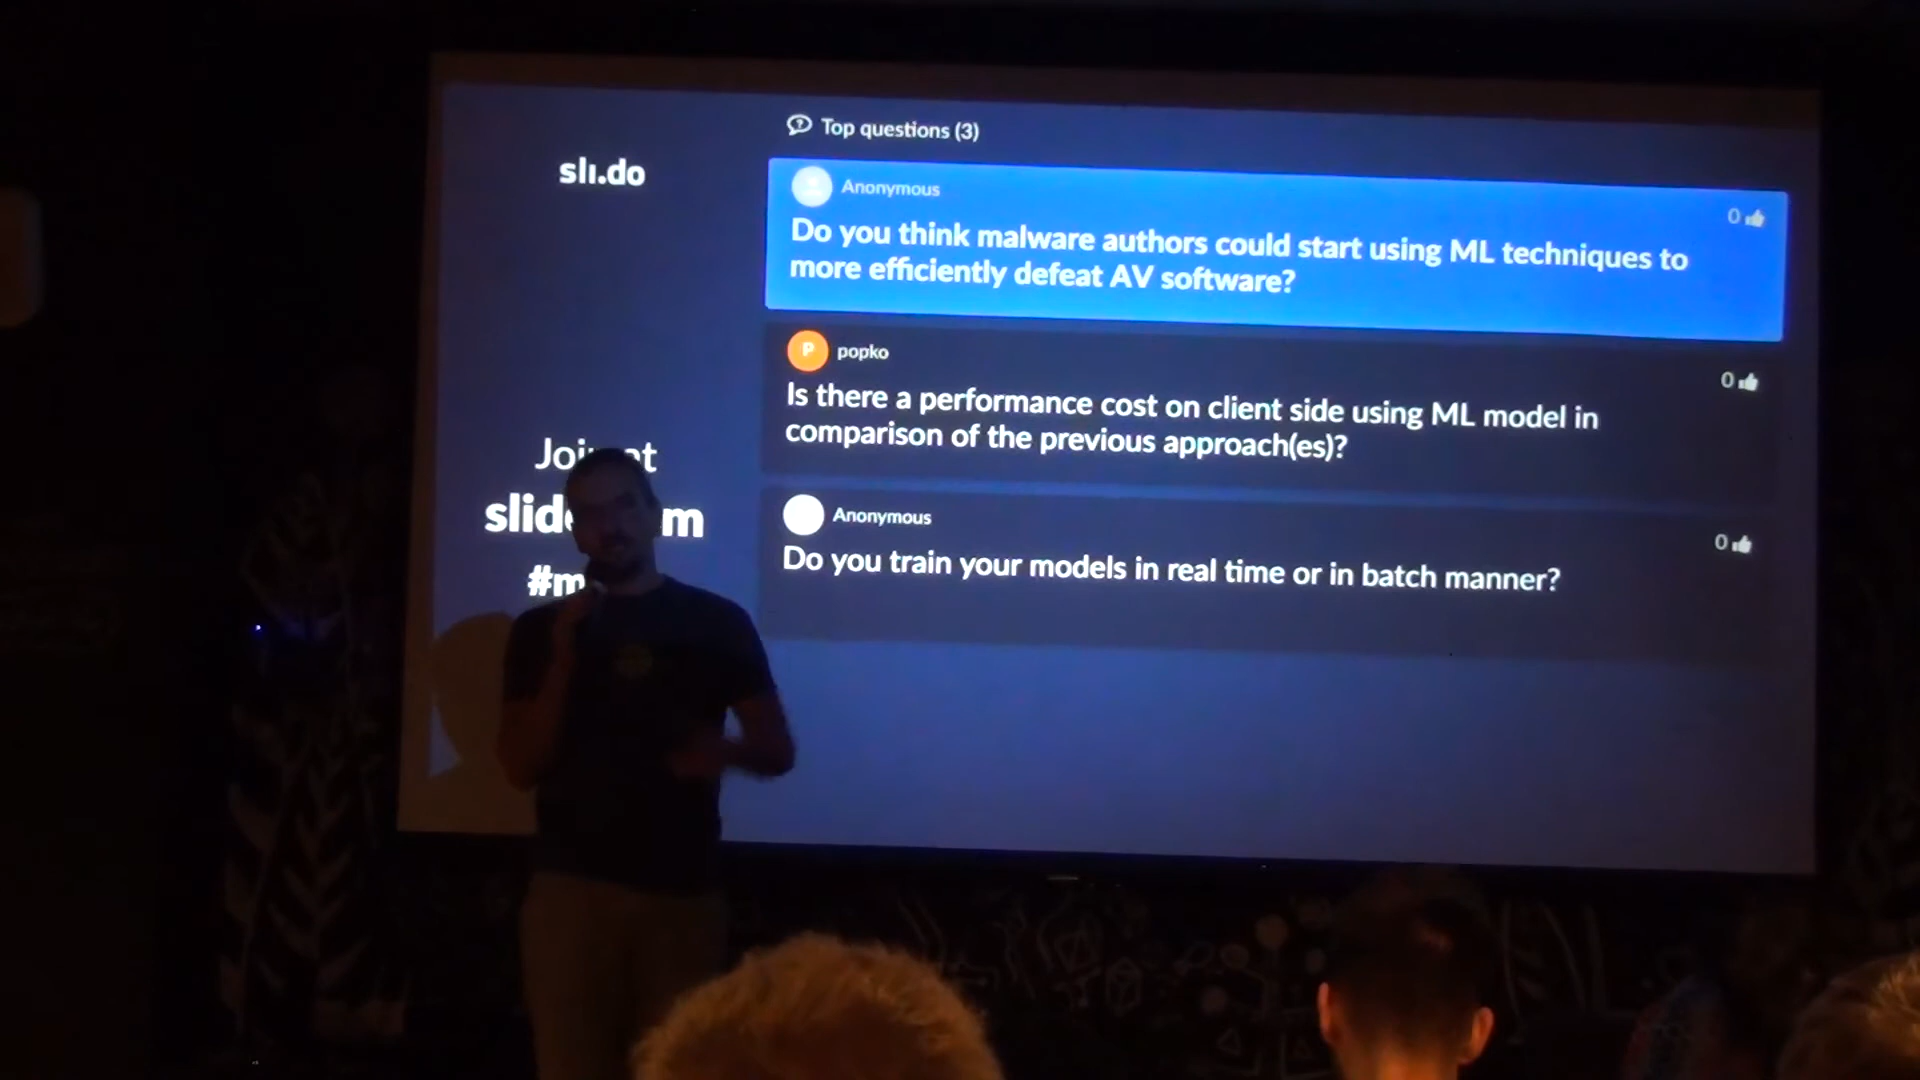 sli.do
Join at
#m
Top questions (3)
Anonymous
0
Do you think malware authors could start using ML techniques to
more efficiently defeat AV software?
P popko
0
Is there a performance cost on client side using ML model in
comparison of the previous approach(es)?
Anonymous
0
Do you train your models in real time or in batch manner?